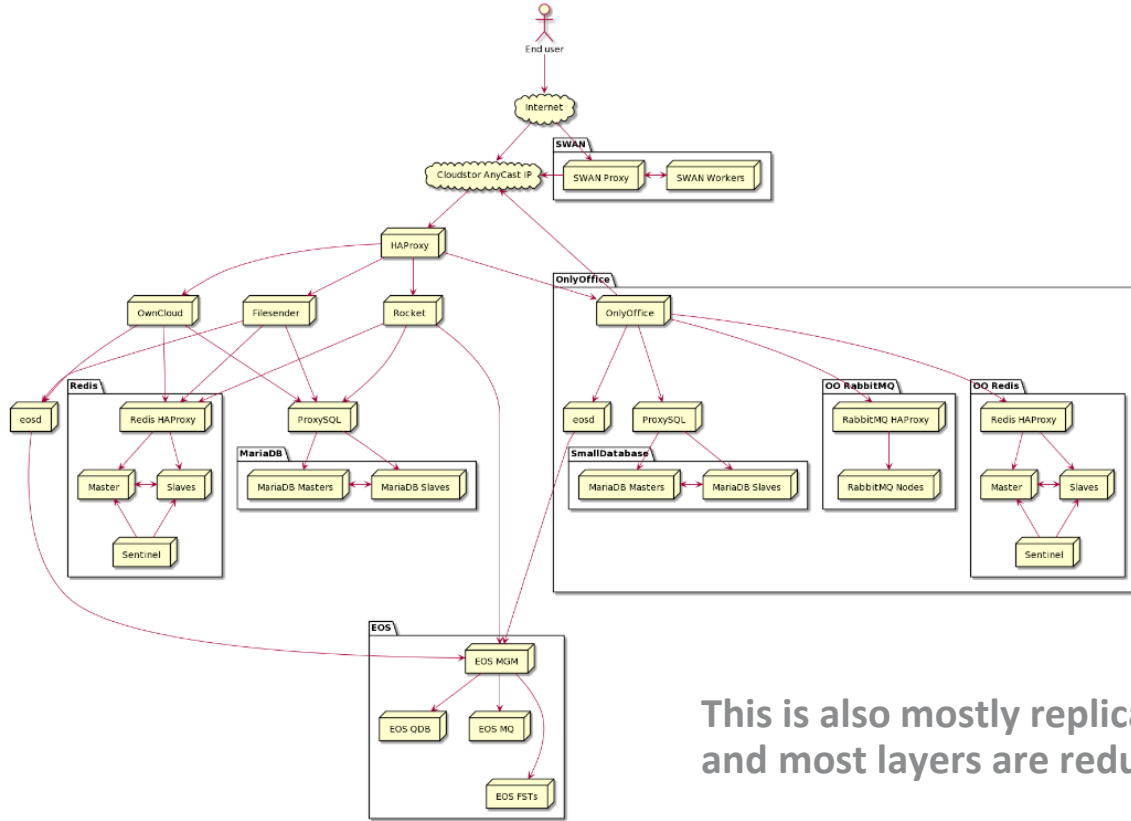 End user
Internet
SWAN
Cloudstor AnyCast IP
SWAN Proxy
SWAN Workers
HAProxy
OnlyOffice
OwnCloud
Filesender
Rocket
OnlyOffice
Redis
OO RabbitMQ
OO Redis
eosd
Redis HAProxy
ProxySQL
eosd
ProxySQL
RabbitMQ HAProxy
Redis HAProxy
MariaDB
SmallDatabase
Master
Slaves
MariaDB Masters
MariaDB Slaves
MariaDB Masters
MariaDB Slaves
RabbitMQ Nodes
Master
Slaves
Sentinel
Sentinel
EOS
EOS MGM
EOS QDB
EOS MQ
EOS FSTs
This is also mostly replica
and most layers are redu